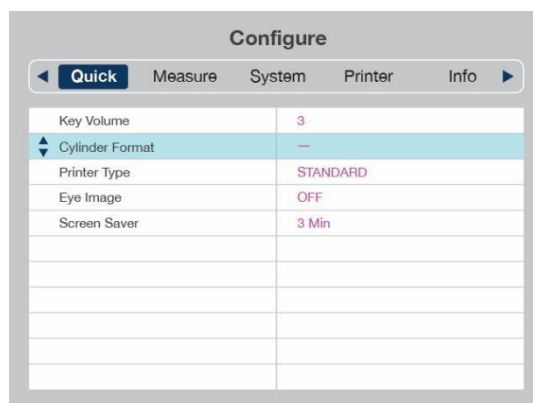 Configure
Quick Measure System Printer Info
Key Volume 3
Cylinder Format —
Printer Type STANDARD
Eye Image OFF
Screen Saver 3 Min